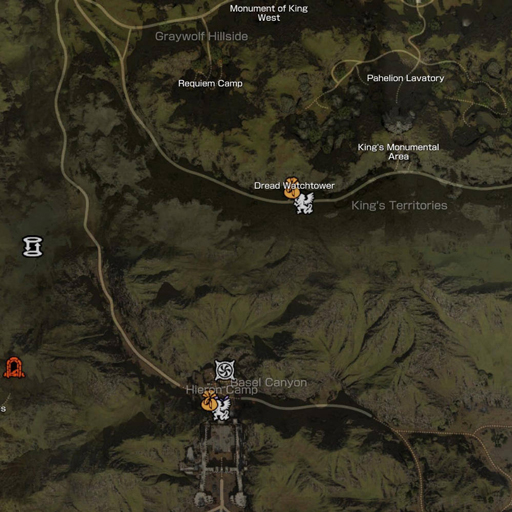 Monument of King
West
Graywolf Hillside
Requiem Camp
Pahelion Lavatory
King's Monumental
Area
Dread Watchtower
King's Territories
Basel Canyon
Hieron Camp
s